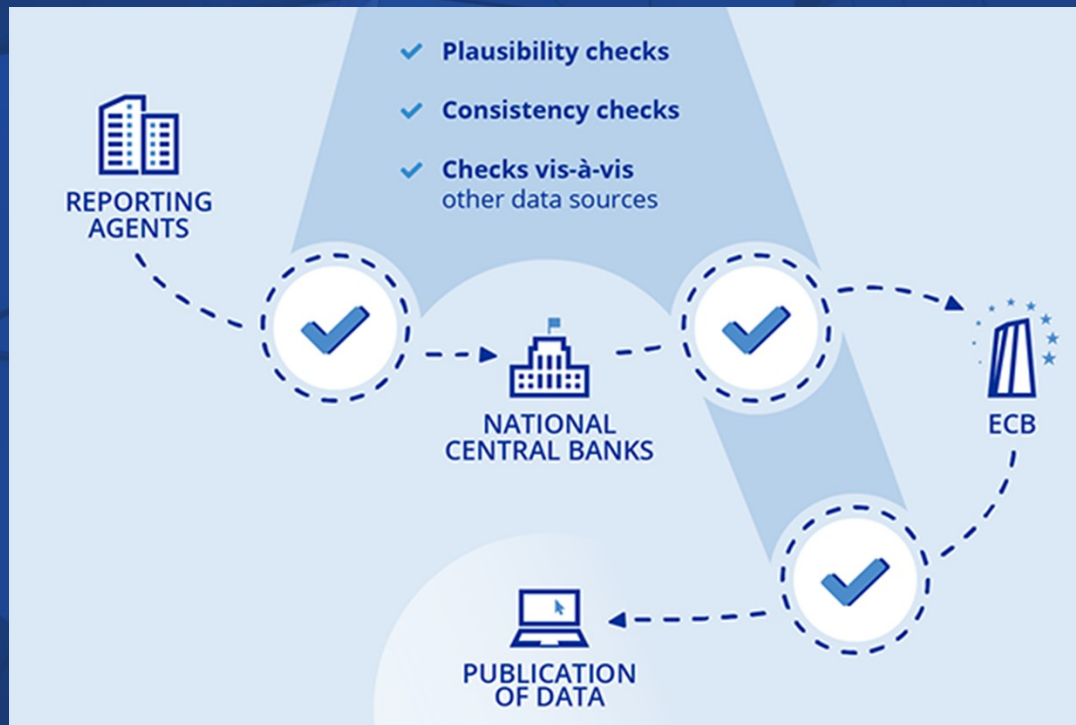 Plausibility checks
Consistency checks
Checks vis-à-vis
other data sources
REPORTING
AGENTS
NATIONAL
CENTRAL BANKS
ECB
PUBLICATION
OF DATA